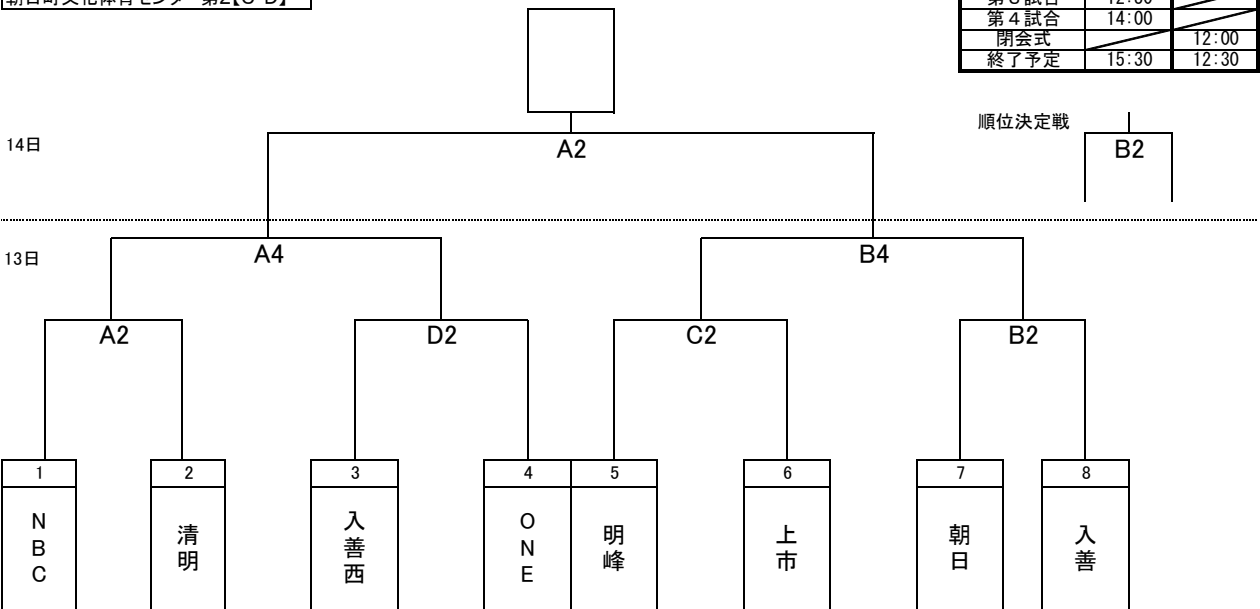 第4試合 14:00
閉会式 12:00
終了予定 15:30 12:30
順位決定戦
14日
A2
B2
13日
A4
B4
A2
D2
C2
B2
1
2
3
4
5
6
7
8
NBC
清明
入善西
ONE
明峰
上市
朝日
入善